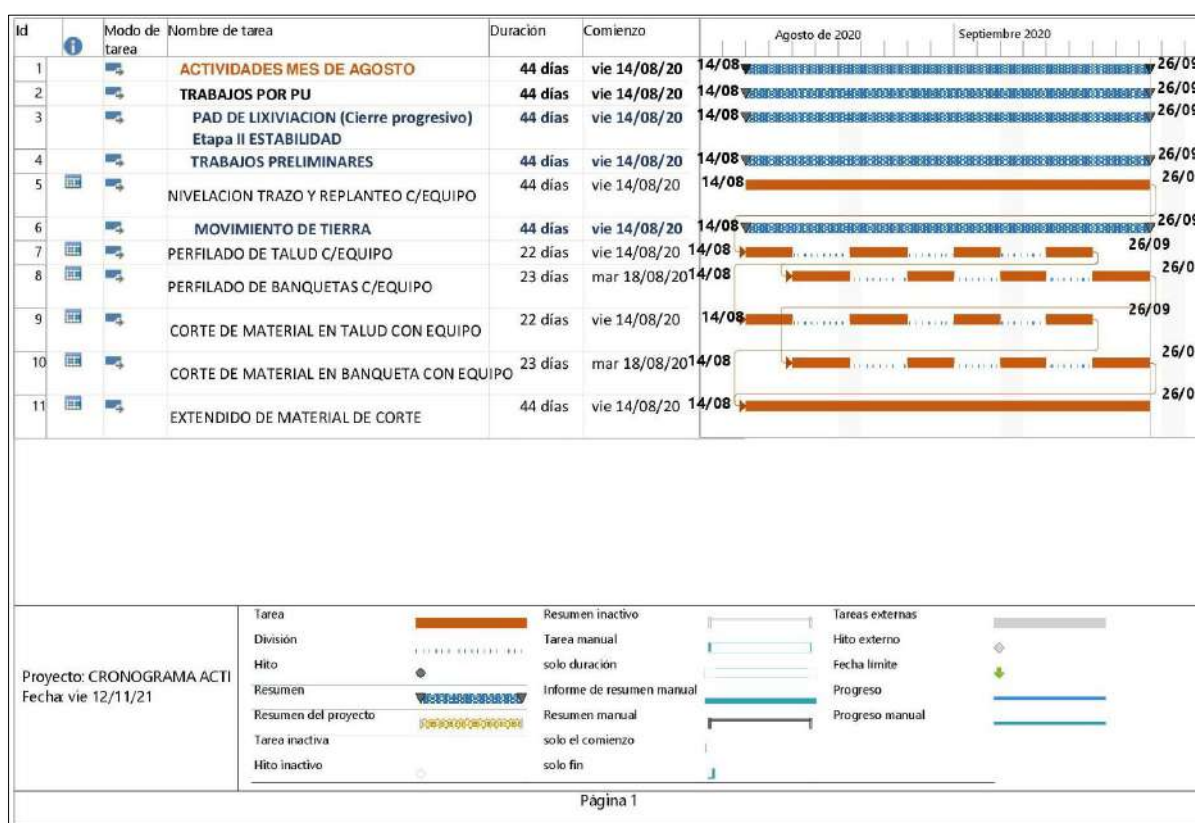 Id Modo de tarea Nombre de tarea Duración Comienzo Agosto de 2020 Septiembre 2020
1 ACTIVIDADES MES DE AGOSTO 44 días vie 14/08/20 14/08 26/09
2 TRABAJOS POR PU 44 días vie 14/08/20 14/08 26/09
3 PAD DE LIXIVIACION (Cierre progresivo) 44 días vie 14/08/20 14/08 26/09
Etapa II ESTABILIDAD
4 TRABAJOS PRELIMINARES 44 días vie 14/08/20 14/08 26/09
5 NIVELACION TRAZO Y REPLANTEO C/EQUIPO 44 días vie 14/08/20 14/08 26/0
6 MOVIMIENTO DE TIERRA 44 días vie 14/08/20 14/08 26/09
7 PERFILADO DE TALUD C/EQUIPO 22 días vie 14/08/20 14/08 26/09
8 PERFILADO DE BANQUETAS C/EQUIPO 23 días mar 18/08/20 14/08 26/0
9 CORTE DE MATERIAL EN TALUD CON EQUIPO 22 días vie 14/08/20 14/08 26/09
10 CORTE DE MATERIAL EN BANQUETA CON EQUIPO 23 días mar 18/08/20 14/08 26/0
11 EXTENDIDO DE MATERIAL DE CORTE 44 días vie 14/08/20 14/08 26/0
Proyecto: CRONOGRAMA ACTI
Fecha: vie 12/11/21
Tarea
División
Hito
Resumen
Resumen del proyecto
Tarea inactiva
Hito inactivo
Resumen inactivo
Tarea manual
solo duración
Informe de resumen manual
Resumen manual
solo el comienzo
solo fin
Tareas externas
Hito externo
Fecha límite
Progreso
Progreso manual
Página 1